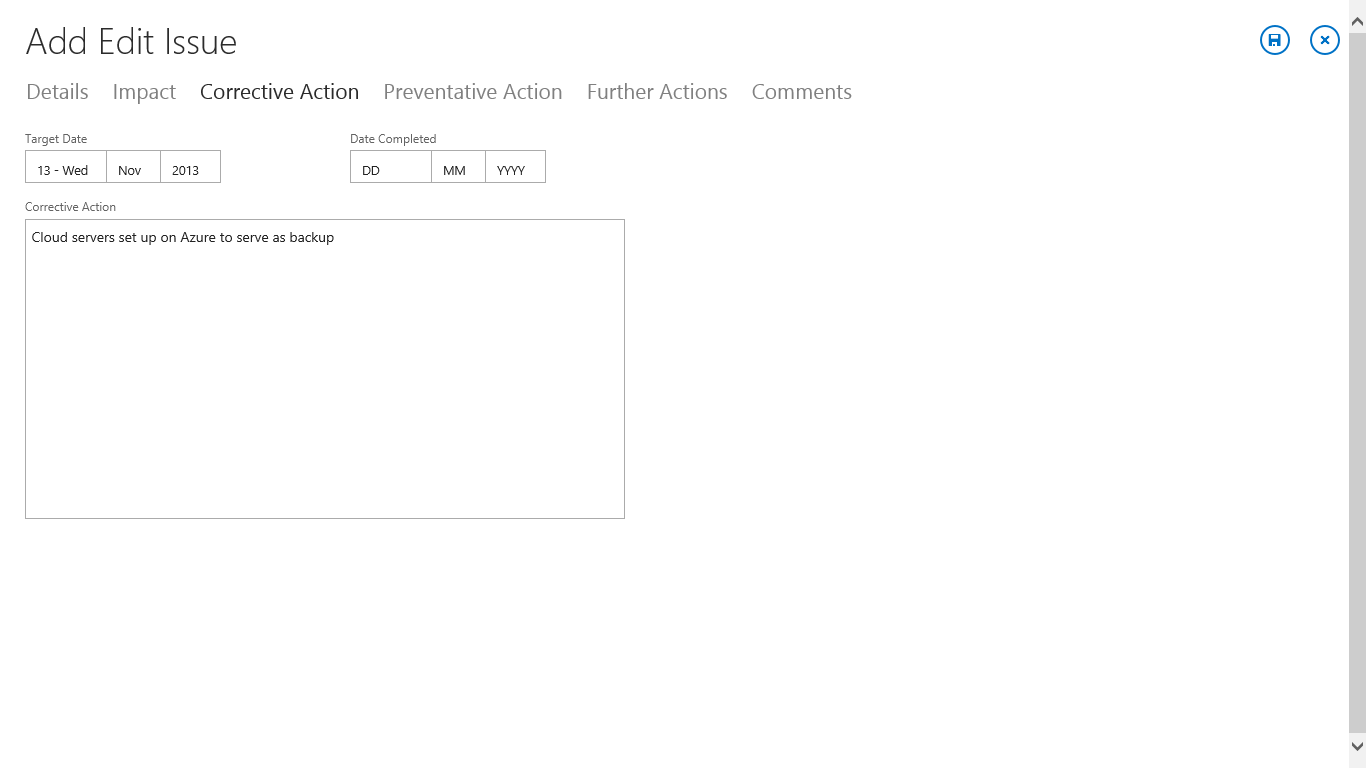 Add Edit Issue
Details Impact Corrective Action Preventative Action Further Actions Comments
Target Date Date Completed
13 - Wed Nov 2013 DD MM YYYY
Corrective Action
Cloud servers set up on Azure to serve as backup